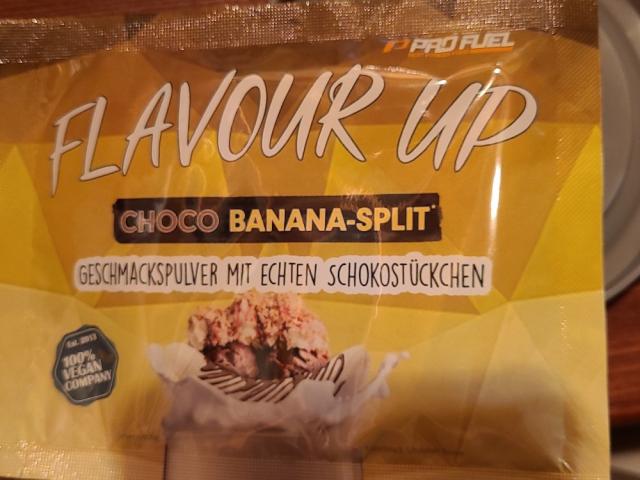 PROFUEL
FLAVOUR UP
CHOCO BANANA-SPLIT*
GESCHMACKSPULVER MIT ECHTEN SCHOKOSTÜCKCHEN
Est. 2013
100%
VEGAN
COMPANY